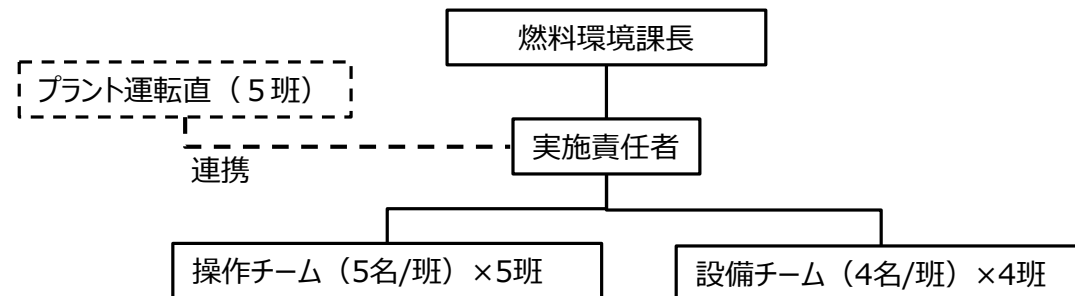 燃料環境課長
プラント運転直（５班）
実施責任者
連携
操作チーム（5名/班）×5班
設備チーム（4名/班）×4班